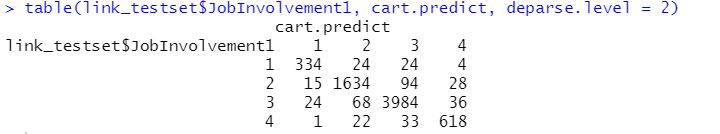 > table(link_testset$JobInvolvement1, cart.predict, deparse.level = 2)
cart.predict
link_testset$JobInvolvement1 1 2 3 4
1 334 24 24 4
2 15 1634 94 28
3 24 68 3984 36
4 1 22 33 618